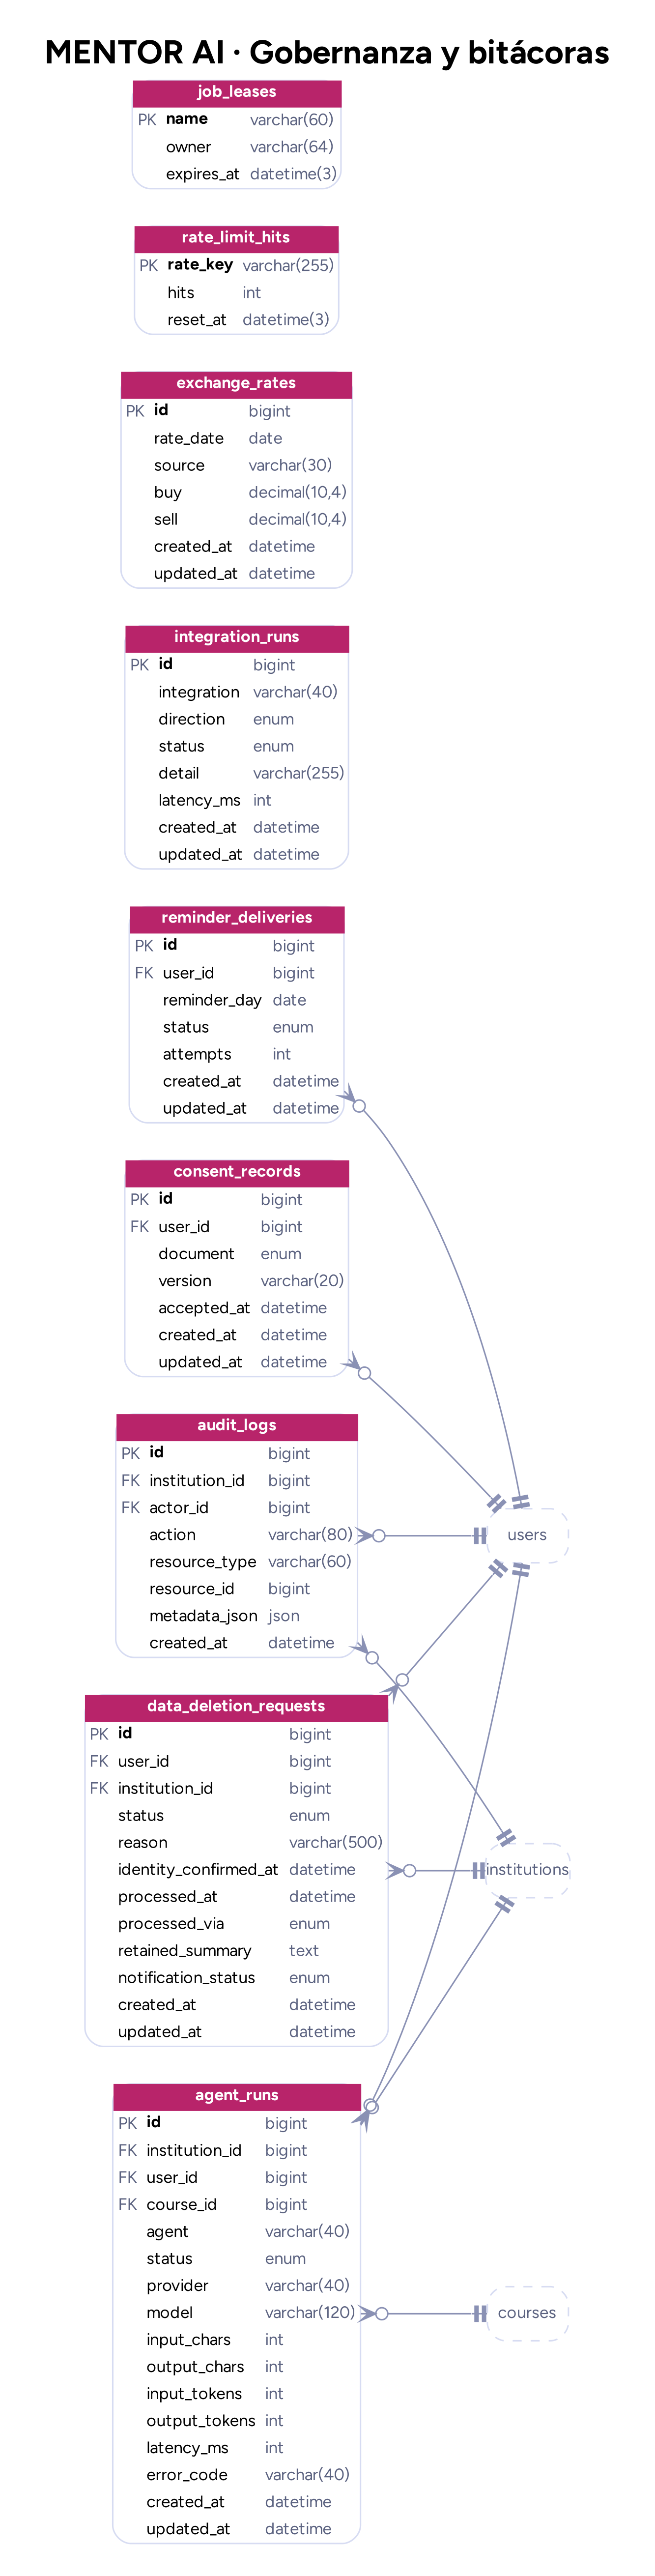 MENTOR AI · Gobernanza y bitácoras
job_leases
PK name varchar(60)
owner varchar(64)
expires_at datetime(3)
rate_limit_hits
PK rate_key varchar(255)
hits int
reset_at datetime(3)
exchange_rates
PK id bigint
rate_date date
source varchar(30)
buy decimal(10,4)
sell decimal(10,4)
created_at datetime
updated_at datetime
integration_runs
PK id bigint
integration varchar(40)
direction enum
status enum
detail varchar(255)
latency_ms int
created_at datetime
updated_at datetime
reminder_deliveries
PK id bigint
FK user_id bigint
reminder_day date
status enum
attempts int
created_at datetime
updated_at datetime
consent_records
PK id bigint
FK user_id bigint
document enum
version varchar(20)
accepted_at datetime
created_at datetime
updated_at datetime
audit_logs
PK id bigint
FK institution_id bigint
FK actor_id bigint
action varchar(80)
resource_type varchar(60)
resource_id bigint
metadata_json json
created_at datetime
users
data_deletion_requests
PK id bigint
FK user_id bigint
FK institution_id bigint
status enum
reason varchar(500)
identity_confirmed_at datetime
processed_at datetime
processed_via enum
retained_summary text
notification_status enum
created_at datetime
updated_at datetime
institutions
agent_runs
PK id bigint
FK institution_id bigint
FK user_id bigint
FK course_id bigint
agent varchar(40)
status enum
provider varchar(40)
model varchar(120)
input_chars int
output_chars int
input_tokens int
output_tokens int
latency_ms int
error_code varchar(40)
created_at datetime
updated_at datetime
courses